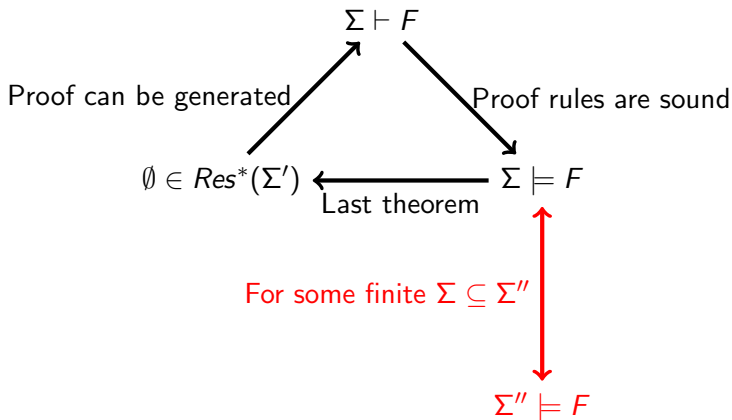 Σ ⊢ F
Proof can be generated
Proof rules are sound
∅ ∈ Res*(Σ′)
Last theorem
Σ ⊨ F
For some finite Σ ⊆ Σ″
Σ″ ⊨ F